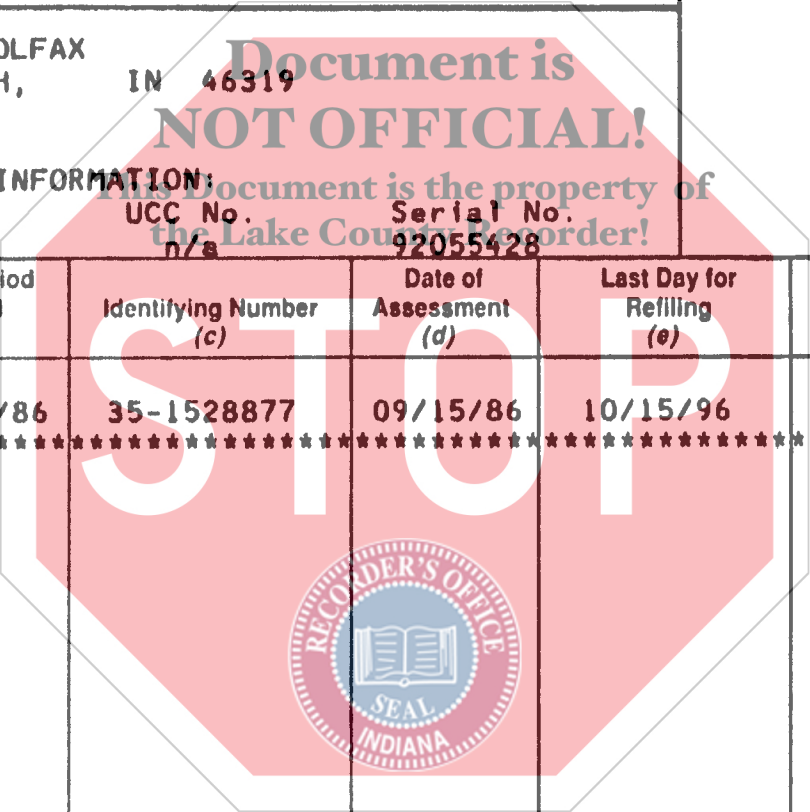 OLFAX
H, IN 46319
Document is
NOT OFFICIAL!
INFORMATION:
This Document is the property of
the Lake County Recorder!
UCC No. Serial No.
n/a 92055428
iod
Identifying Number
(c)
Date of
Assessment
(d)
Last Day for
Refiling
(e)
/86 35-1528877 09/15/86 10/15/96
******************************************
STOP
RECORDER'S OFFICE
SEAL
INDIANA